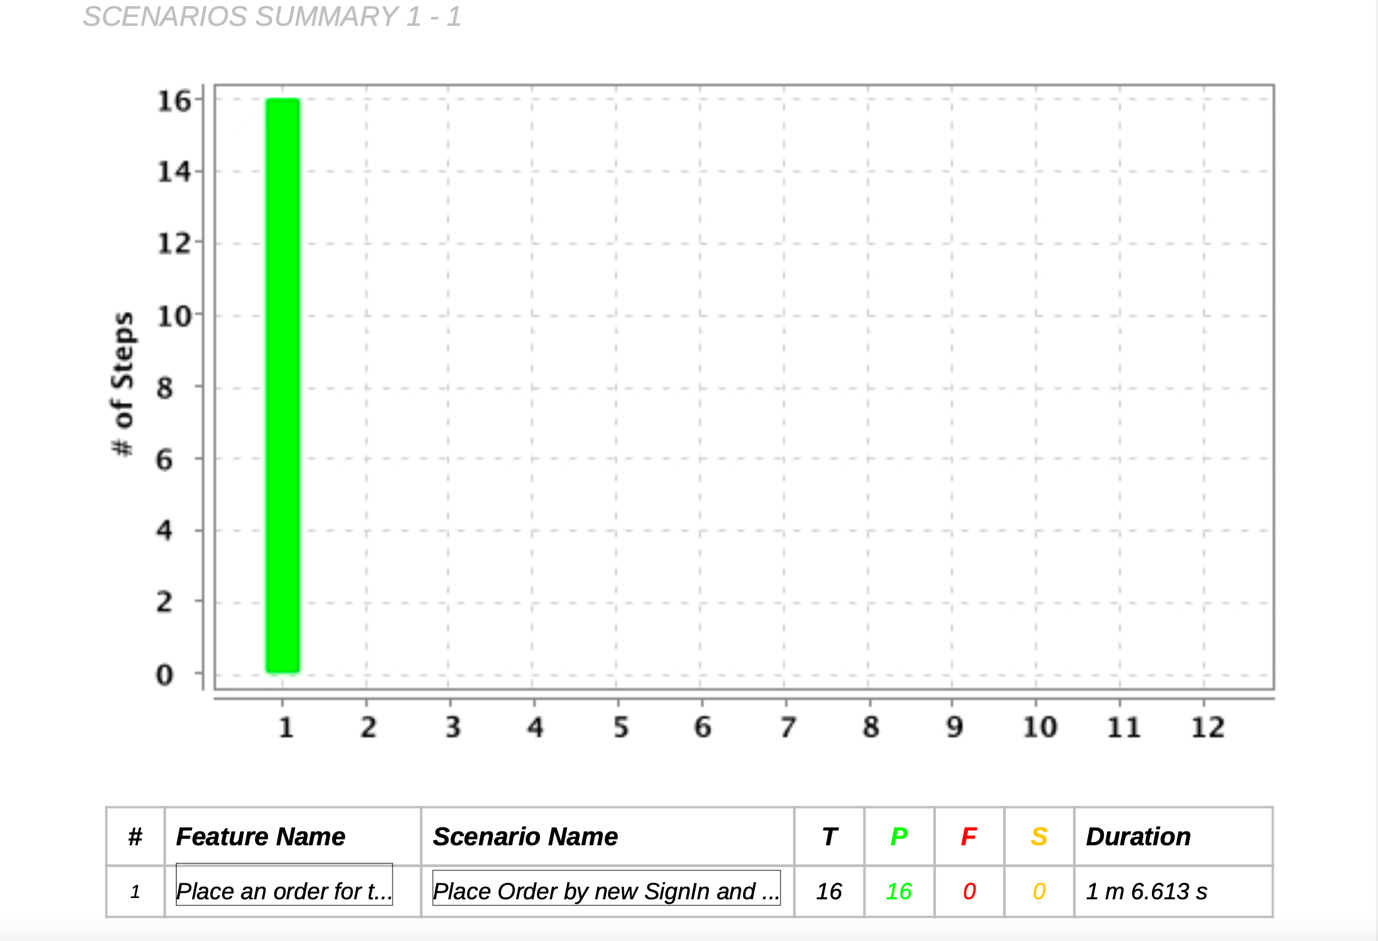 SCENARIOS SUMMARY 1 - 1
16
14
12
10
8
6
4
2
0
# of Steps
1 2 3 4 5 6 7 8 9 10 11 12
# Feature Name Scenario Name T P F S Duration
1 Place an order for t... Place Order by new SignIn and ... 16 16 0 0 1 m 6.613 s